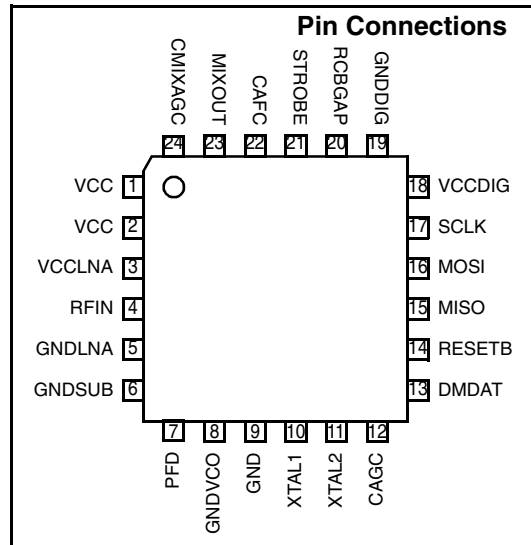 Pin Connections
CMIXAGC
MIXOUT
CAFC
STROBE
RCBGAP
GNDDIG
24
23
22
21
20
19
VCC 1
VCC 2
VCCLNA 3
RFIN 4
GNDLNA 5
GNDSUB 6
18 VCCDIG
17 SCLK
16 MOSI
15 MISO
14 RESETB
13 DMDAT
7
8
9
10
11
12
PFD
GNDVCO
GND
XTAL1
XTAL2
CAGC